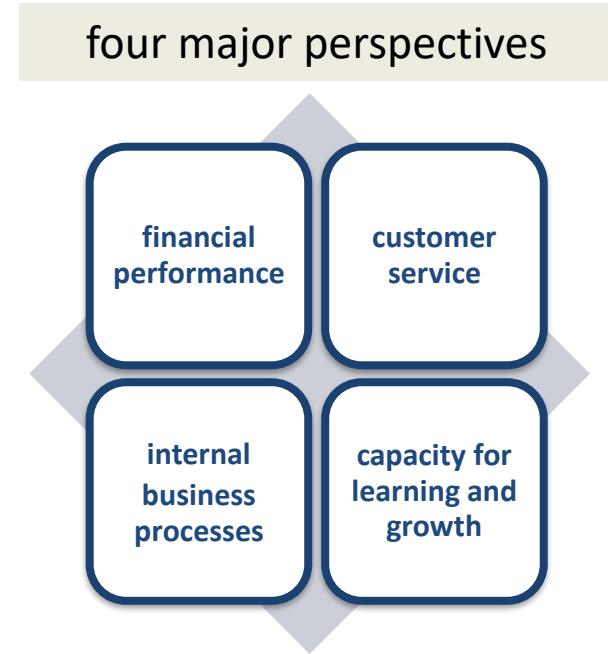 four major perspectives
financial
performance
customer
service
internal
business
processes
capacity for
learning and
growth